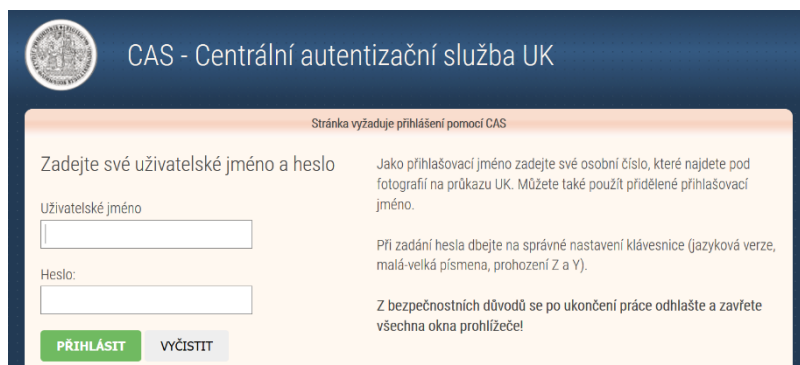 CAS - Centrální autentizační služba UK
Stránka vyžaduje přihlášení pomocí CAS
Zadejte své uživatelské jméno a heslo
Uživatelské jméno
Heslo:
PŘIHLÁSIT
VYČISTIT
Jako přihlašovací jméno zadejte své osobní číslo, které najdete pod
fotografií na průkazu UK. Můžete také použít přidělené přihlašovací
jméno.
Při zadání hesla dbejte na správné nastavení klávesnice (jazyková verze,
malá-velká písmena, prohození Z a Y).
Z bezpečnostních důvodů se po ukončení práce odhlašte a zavřete
všechna okna prohlížeče!